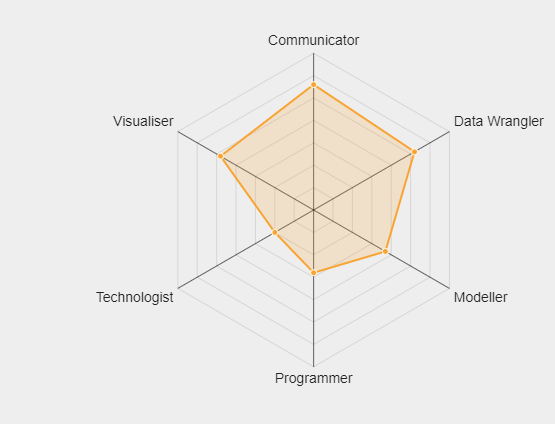 Communicator
Visualiser
Data Wrangler
Technologist
Modeller
Programmer